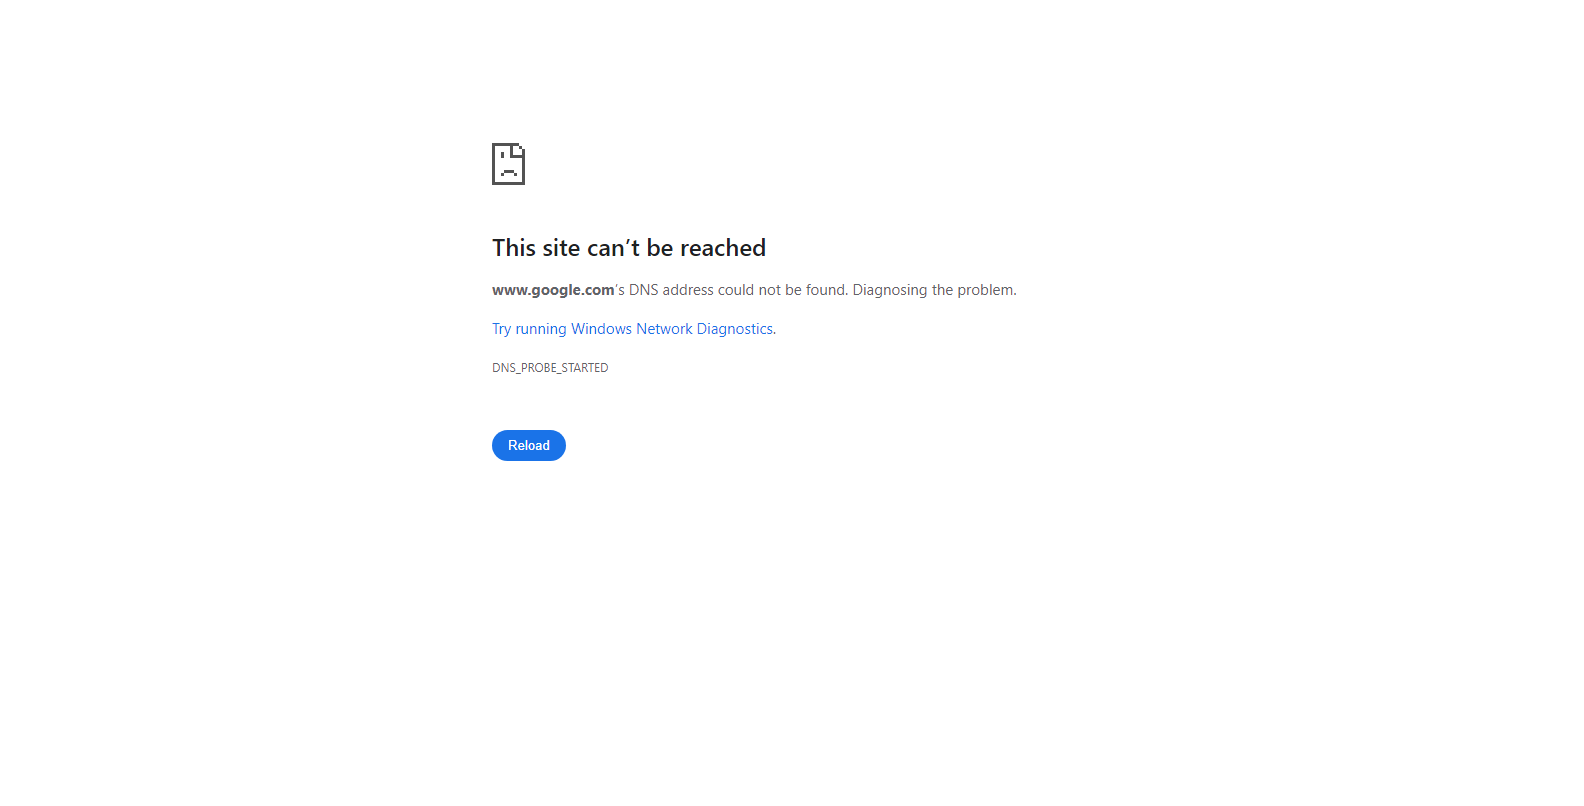 This site can’t be reached
www.google.com’s DNS address could not be found. Diagnosing the problem.
Try running Windows Network Diagnostics.
DNS_PROBE_STARTED
Reload